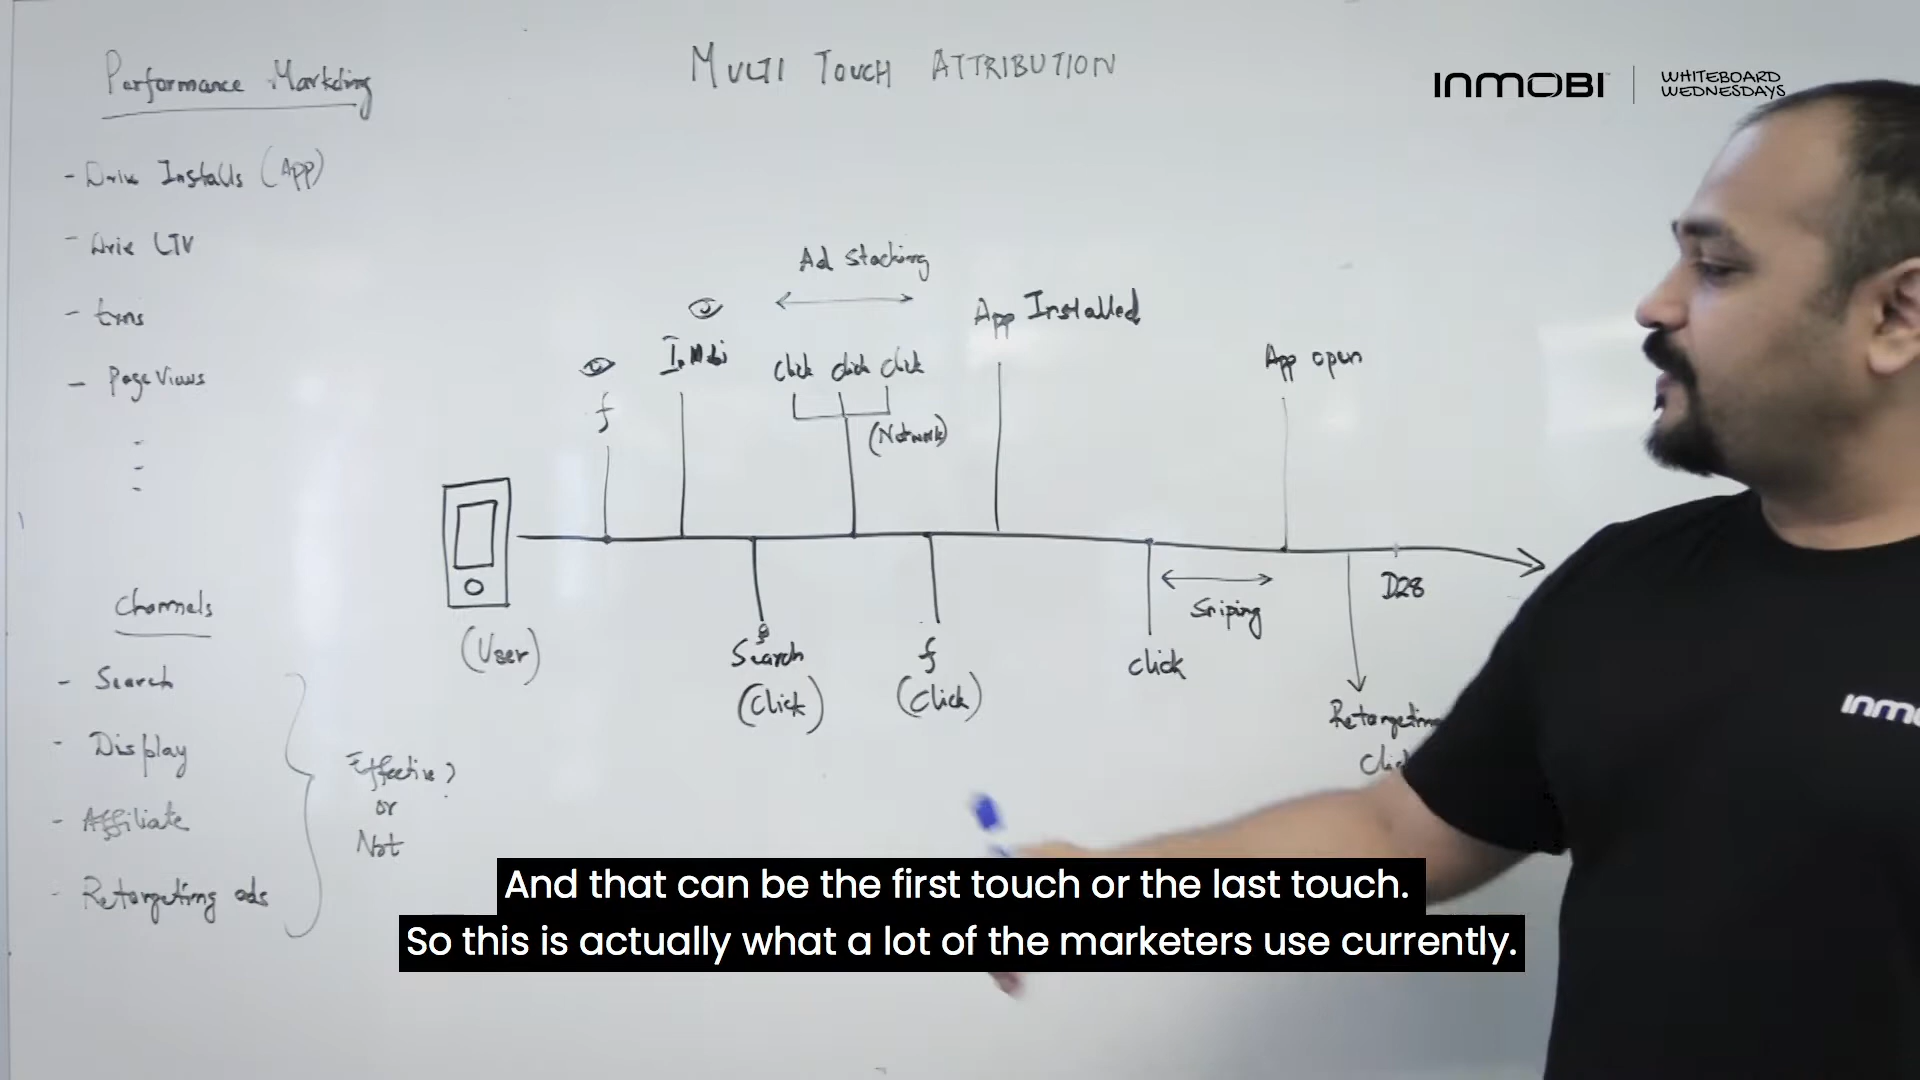 MULTI TOUCH ATTRIBUTION
INMOBI
WHITEBOARD
WEDNESDAYS
Performance Marketing
- Drive Installs (App)
- Drive LTV
- txns
- Page Views
Channels
- Search
- Display
- Affiliate
- Retargeting ads
Effective?
or
Not
(User)
f
InMobi
Ad Stacking
Click Click Click
(Network)
App Installed
App open
Search
(Click)
f
(Click)
Click
Sniping
D28
Retargeting
Click
INMO
And that can be the first touch or the last touch.
So this is actually what a lot of the marketers use currently.